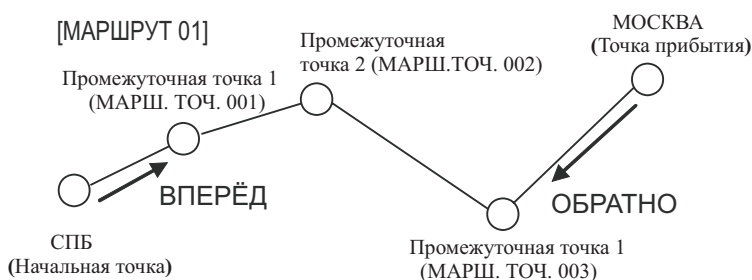 [МАРШРУТ 01]
МОСКВА
(Точка прибытия)
Промежуточная
точка 2 (МАРШ.ТОЧ. 002)
Промежуточная точка 1
(МАРШ. ТОЧ. 001)
ВПЕРЁД
ОБРАТНО
СПБ
(Начальная точка)
Промежуточная точка 1
(МАРШ. ТОЧ. 003)